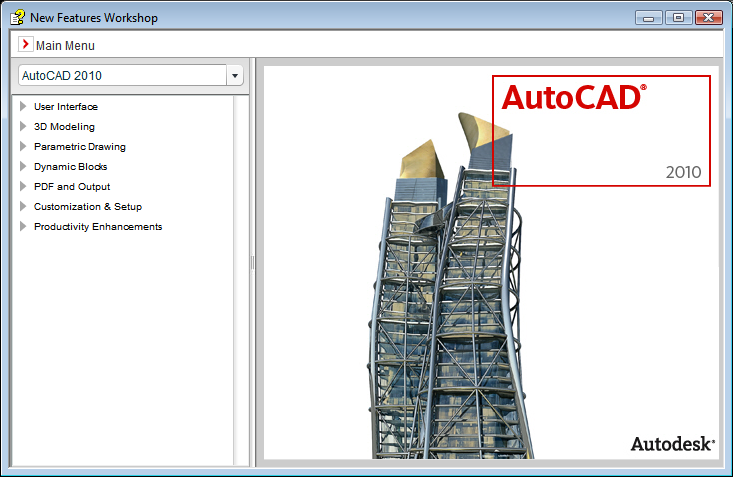 New Features Workshop
Main Menu
AutoCAD 2010
User Interface
3D Modeling
Parametric Drawing
Dynamic Blocks
PDF and Output
Customization & Setup
Productivity Enhancements
AutoCAD®
2010
Autodesk®